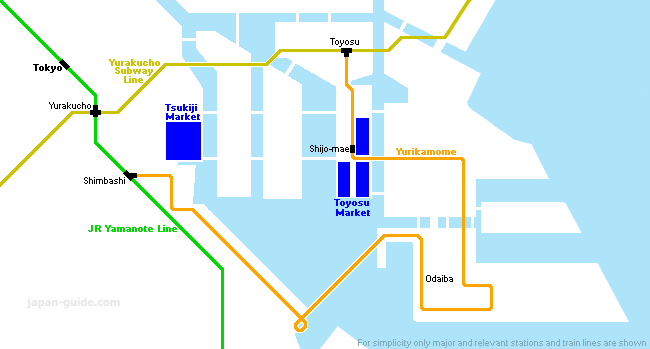 Toyosu
Tokyo
Yurakucho
Subway
Line
Yurakucho
Tsukiji
Market
Shijo-mae
Yurikamome
Shimbashi
Toyosu
Market
JR Yamanote Line
Odaiba
japan-guide.com
For simplicity only major and relevant stations and train lines are shown